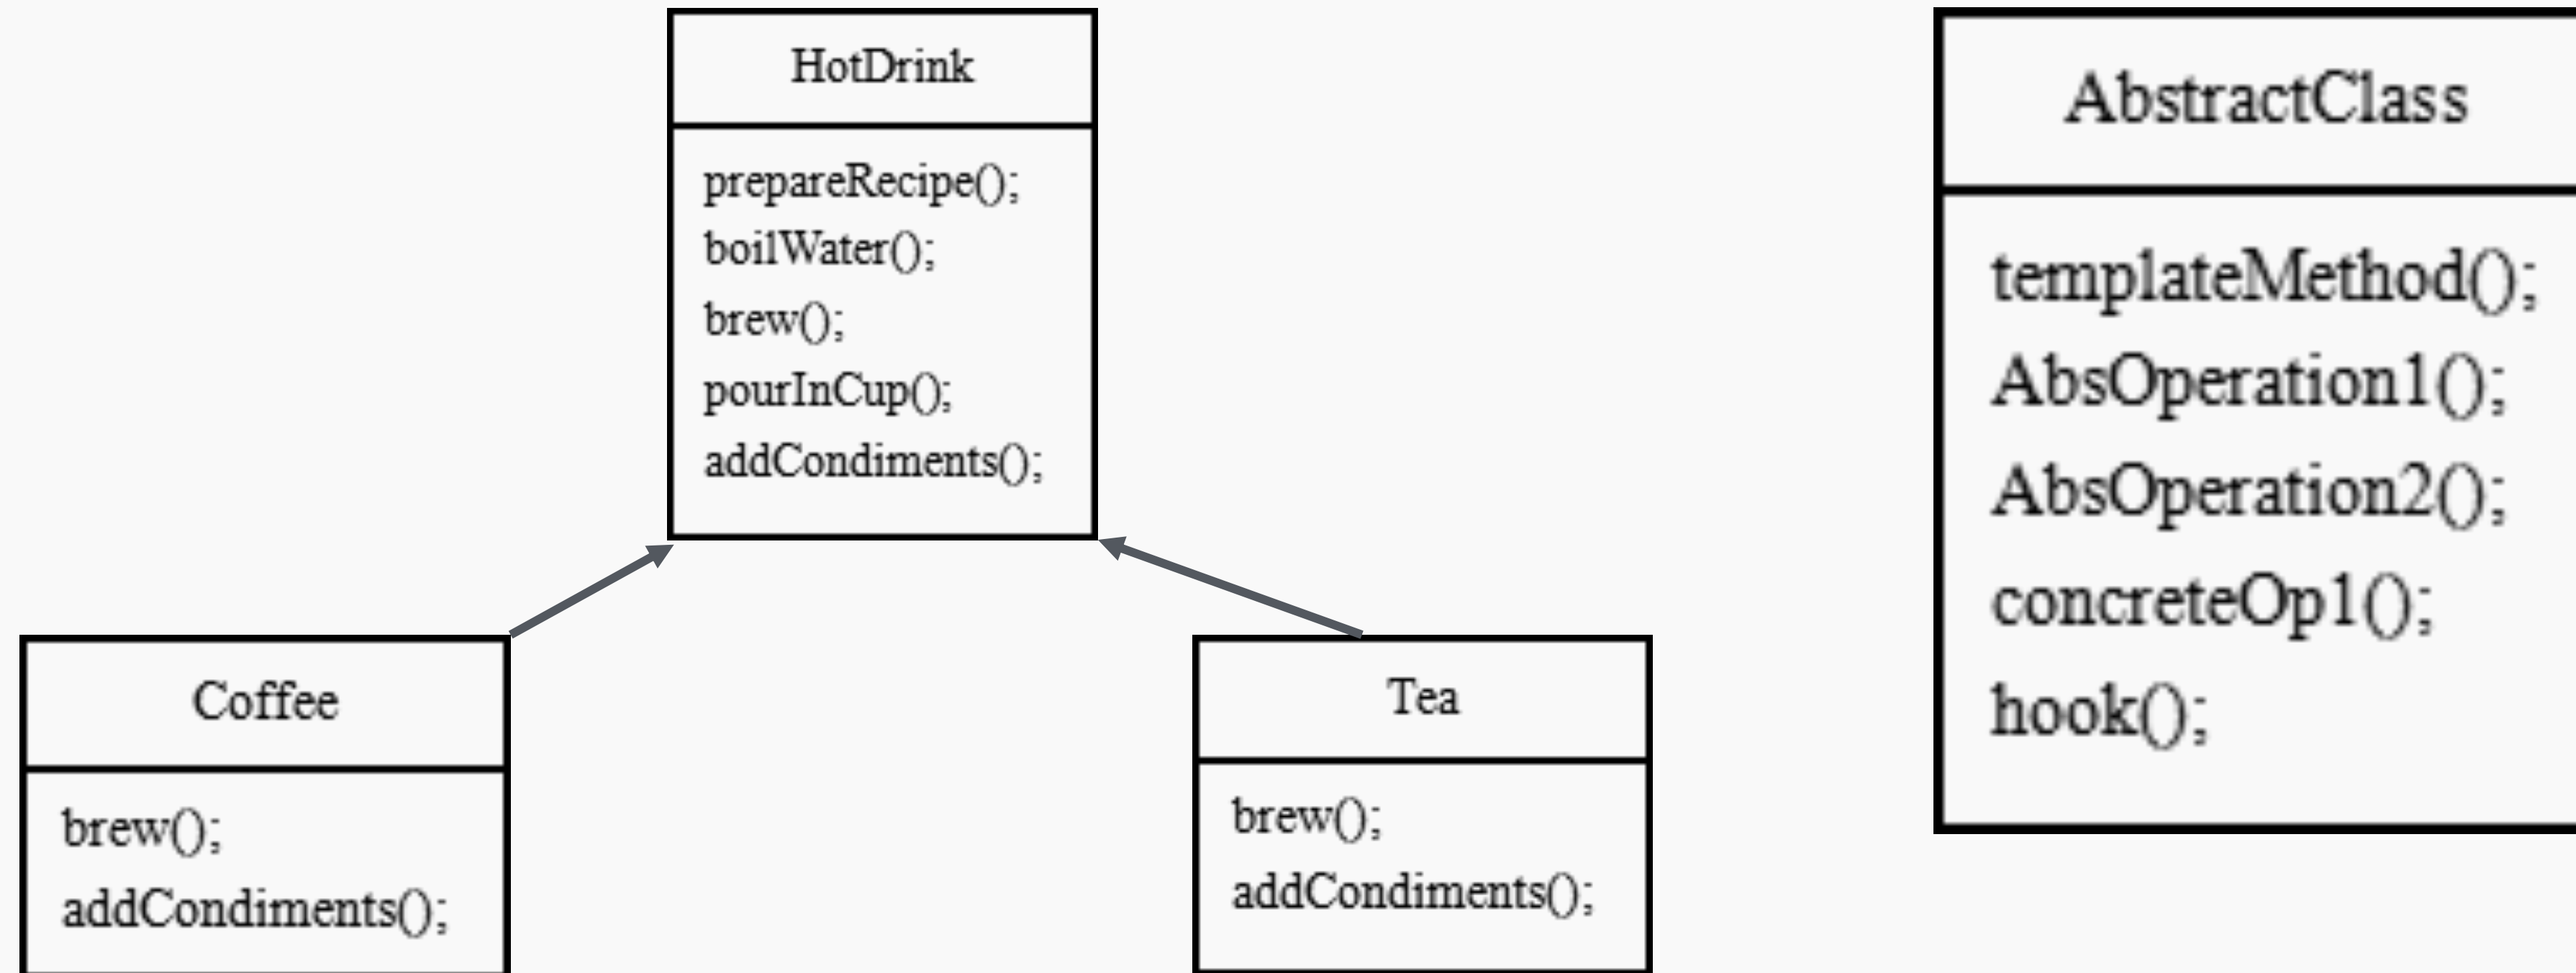 HotDrink
prepareRecipe();
boilWater();
brew();
pourInCup();
addCondiments();
Coffee
brew();
addCondiments();
Tea
brew();
addCondiments();
AbstractClass
templateMethod();
AbsOperation1();
AbsOperation2();
concreteOp1();
hook();